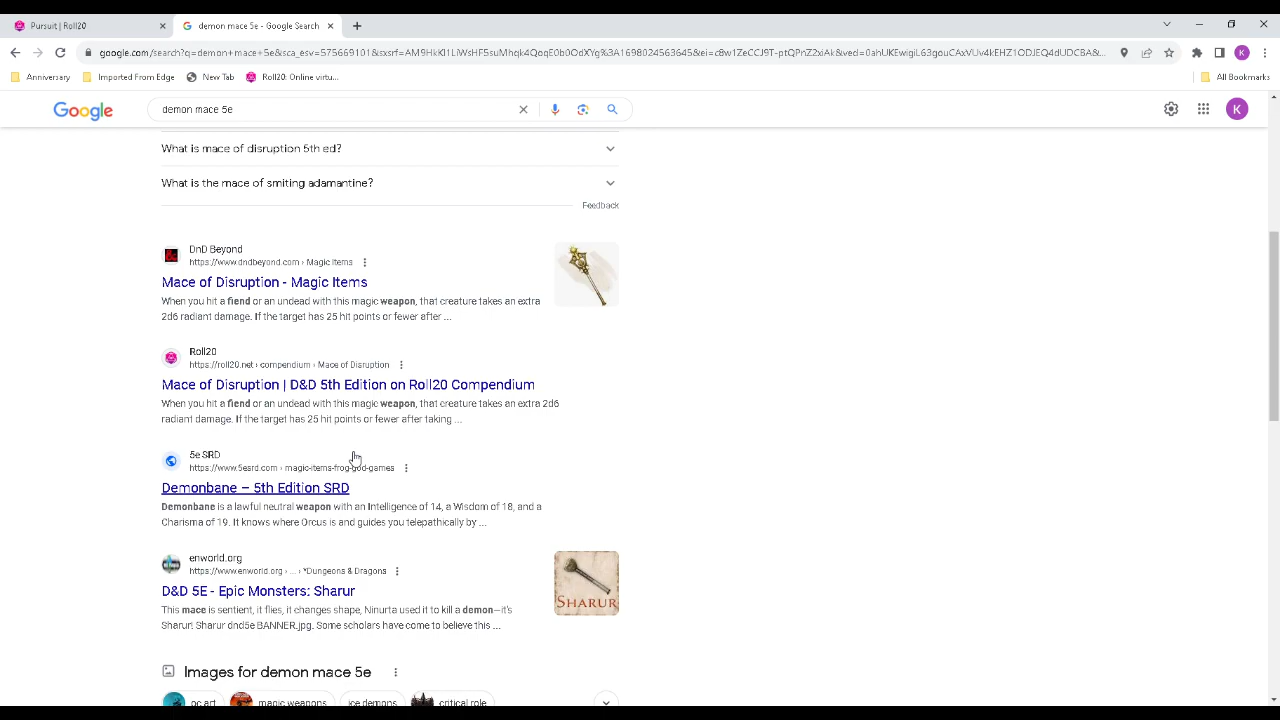 Pursuit | Roll20
demon mace 5e - Google Search
Anniversary
Imported From Edge
New Tab
Roll20: Online virtu...
All Bookmarks
Google
demon mace 5e
K
What is mace of disruption 5th ed?
What is the mace of smiting adamantine?
Feedback
DnD Beyond
https://www.dndbeyond.com › Magic Items
Mace of Disruption - Magic Items
When you hit a fiend or an undead with this magic weapon, that creature takes an extra
2d6 radiant damage. If the target has 25 hit points or fewer after ...
Roll20
https://roll20.net › compendium › Mace of Disruption
Mace of Disruption | D&D 5th Edition on Roll20 Compendium
When you hit a fiend or an undead with this magic weapon, that creature takes an extra 2d6
radiant damage. If the target has 25 hit points or fewer after taking ...
5e SRD
https://www.5esrd.com › magic-items-frog-god-games
Demonbane – 5th Edition SRD
Demonbane is a lawful neutral weapon with an Intelligence of 14, a Wisdom of 18, and a
Charisma of 19. It knows where Orcus is and guides you telepathically by ...
enworld.org
https://www.enworld.org › ... › *Dungeons & Dragons
D&D 5E - Epic Monsters: Sharur
This mace is sentient, it flies, it changes shape, Ninurta used it to kill a demon—it's
Sharur! Sharur dnd5e BANNER.jpg. Some scholars have come to believe this ...
SHARUR
Images for demon mace 5e
oc art
magic weapons
ice demons
critical role